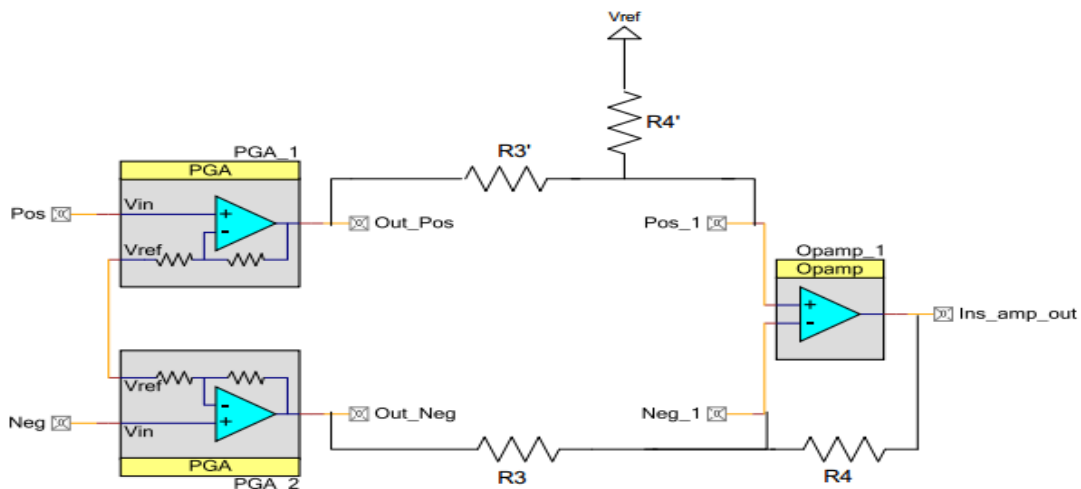 Vref
R4'
R3'
PGA_1
PGA
Pos
Vin
+
-
Vref
Out_Pos
Pos_1
Opamp_1
Opamp
+
-
Ins_amp_out
Vref
-
+
Neg
Vin
Out_Neg
Neg_1
PGA
PGA_2
R3
R4